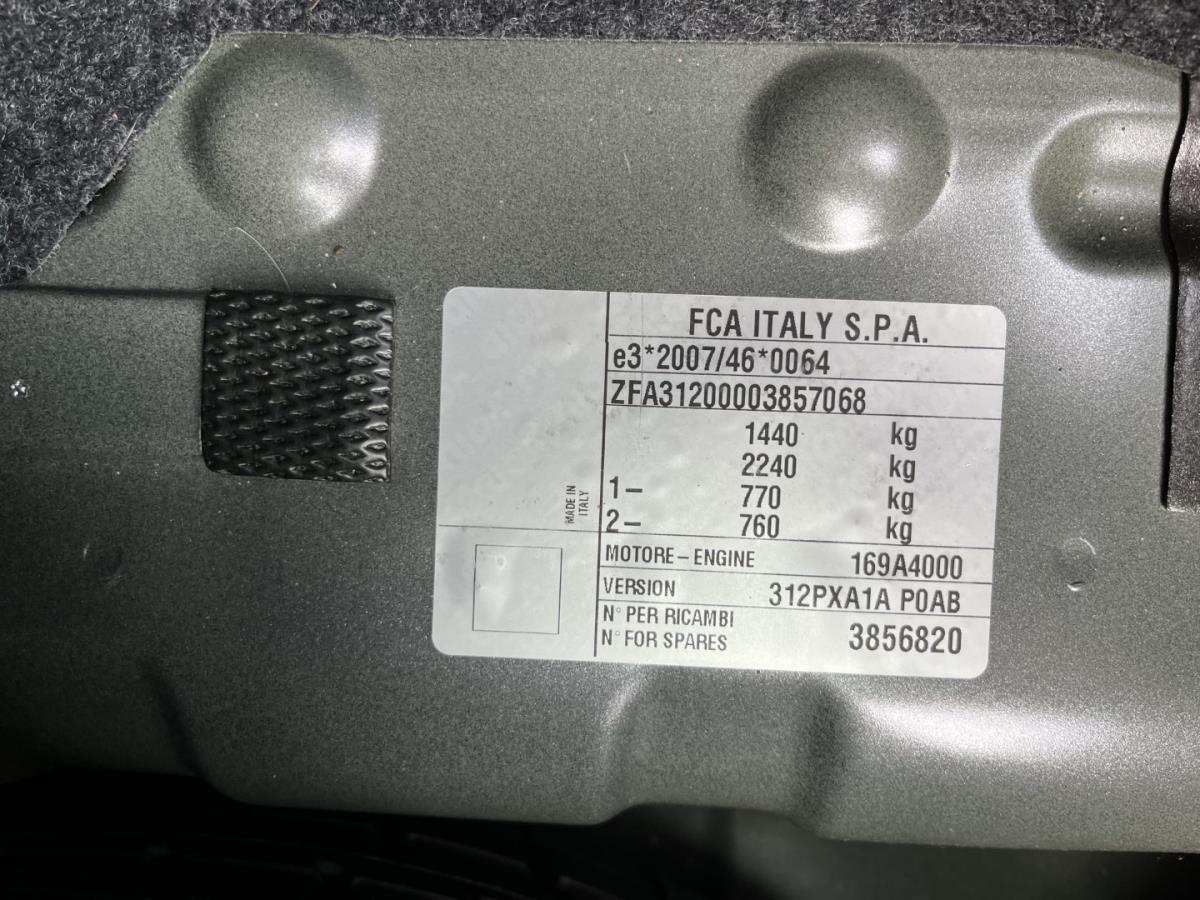 FCA ITALY S.P.A.
e3*2007/46*0064
ZFA31200003857068
1440 kg
2240 kg
1– 770 kg
2– 760 kg
MADE IN
ITALY
MOTORE – ENGINE 169A4000
VERSION 312PXA1A P0AB
N° PER RICAMBI
N° FOR SPARES 3856820